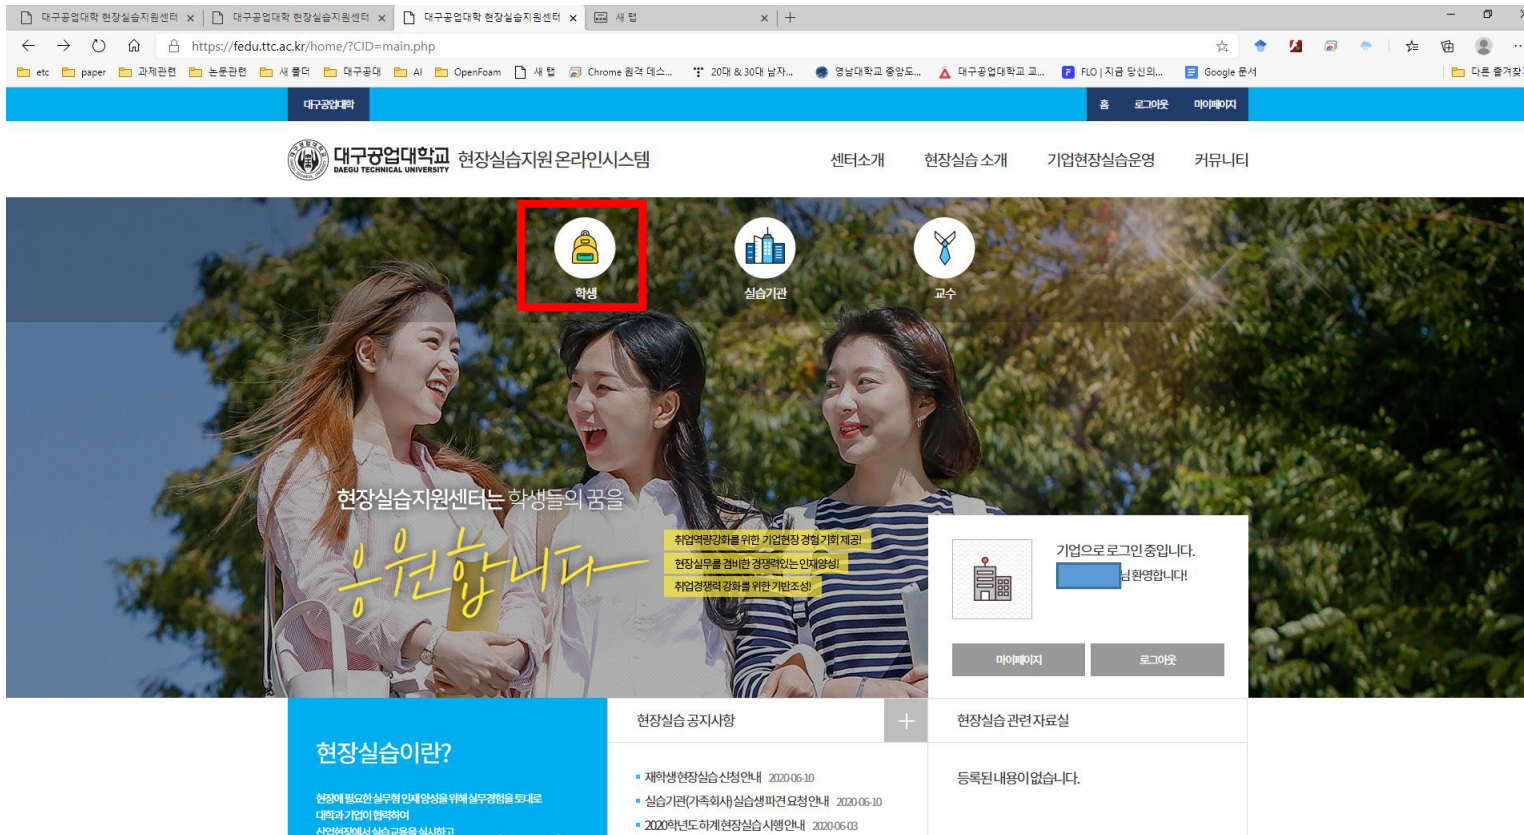 대구공업대학 현장실습지원센터 대구공업대학 현장실습지원센터 대구공업대학 현장실습지원센터 새 탭
https://fedu.ttc.ac.kr/home/?CID=main.php
etc paper 과제관련 논문관련 새 폴더 대구공대 AI OpenFoam 새 탭 Chrome 원격 데스... 20대 & 30대 남자... 영남대학교 중앙도... 대구공업대학교 교... FLO | 지금 당신의... Google 문서 다른 즐겨찾
대구공업대학 홈 로그아웃 마이페이지
대구공업대학교 현장실습지원 온라인시스템 센터소개 현장실습 소개 기업현장실습운영 커뮤니티
DAEGU TECHNICAL UNIVERSITY
학생 실습기관 교수
현장실습지원센터는 학생들의 꿈을
응원합니다
취업역량강화를 위한 기업현장 경험 기회 제공!
현장실무를 겸비한 경쟁력있는 인재양성!
취업경쟁력 강화를 위한 기반조성!
기업으로 로그인 중입니다.
님 환영합니다!
마이페이지 로그아웃
현장실습이란?
현장에 필요한 실무형 인재 양성을 위해 실무경험을 토대로
대학과 기업이 협력하여
산업현장에서 실습교육을 실시하고
현장실습 공지사항
재학생 현장실습 신청 안내 2020-06-10
실습기관(가족회사) 실습생 파견 요청 안내 2020-06-10
2020학년도 하계 현장실습 시행 안내 2020-06-03
현장실습 관련 자료실
등록된 내용이 없습니다.